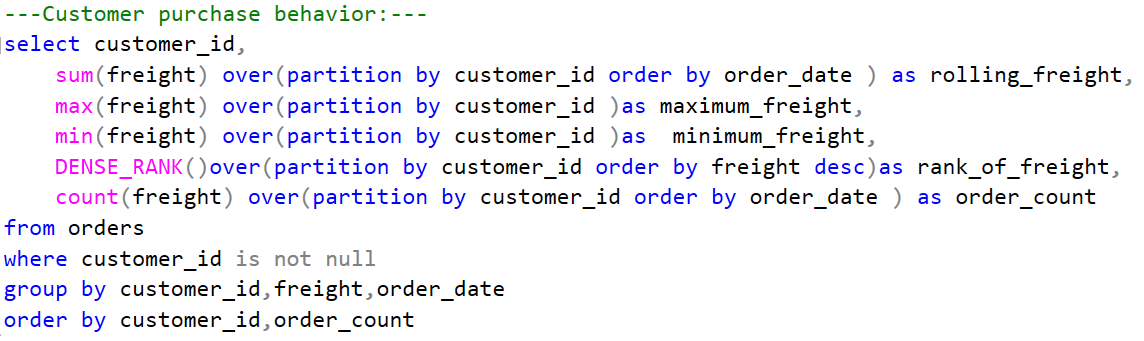 ---Customer purchase behavior:---
select customer_id,
    sum(freight) over(partition by customer_id order by order_date ) as rolling_freight,
    max(freight) over(partition by customer_id )as maximum_freight,
    min(freight) over(partition by customer_id )as  minimum_freight,
    DENSE_RANK()over(partition by customer_id order by freight desc)as rank_of_freight,
    count(freight) over(partition by customer_id order by order_date ) as order_count
from orders
where customer_id is not null
group by customer_id,freight,order_date
order by customer_id,order_count